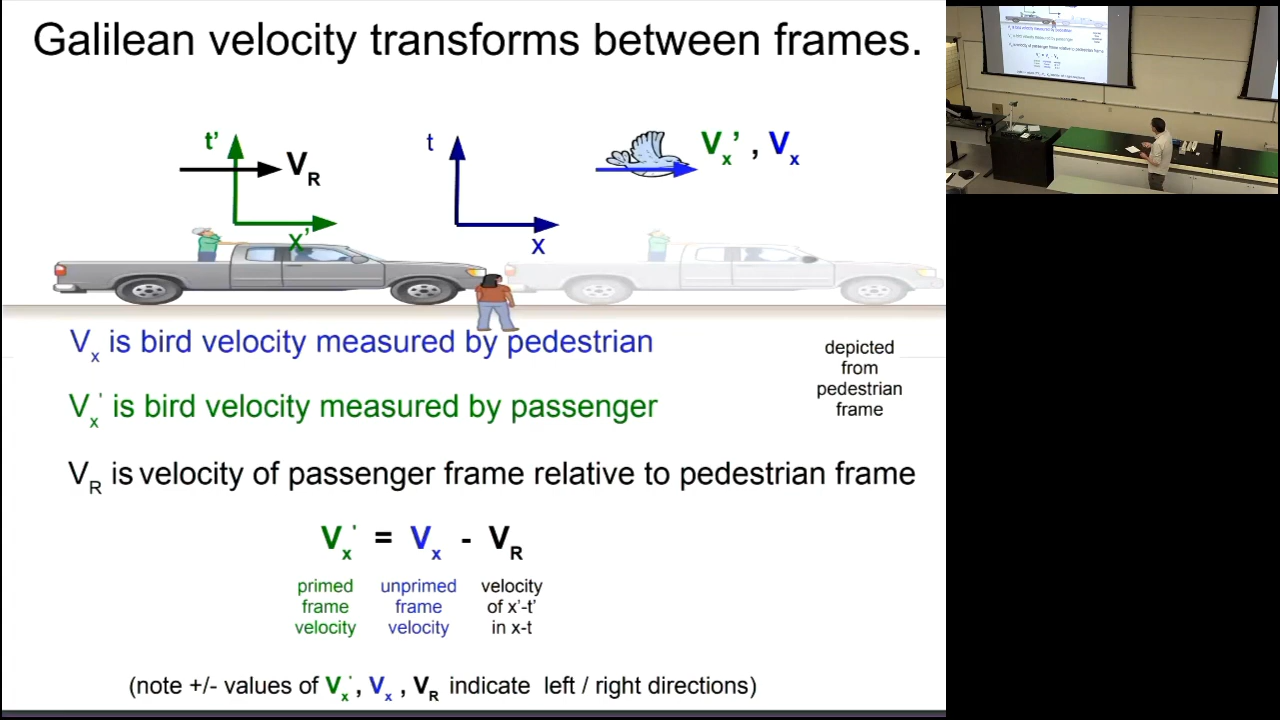 Galilean velociy transforms between frames.
t’
V_R
x’
t
x
V_x’ , V_x
V_x is bird velocity measured by pedestrian
V_x' is bird velocity measured by passenger
V_R is velocity of passenger frame relative to pedestrian frame
depicted
from
pedestrian
frame
V_x' = V_x - V_R
primed
frame
velocity
unprimed
frame
velocity
velocity
of x’-t’
in x-t
(note +/- values of V_x', V_x , V_R indicate left / right directions)